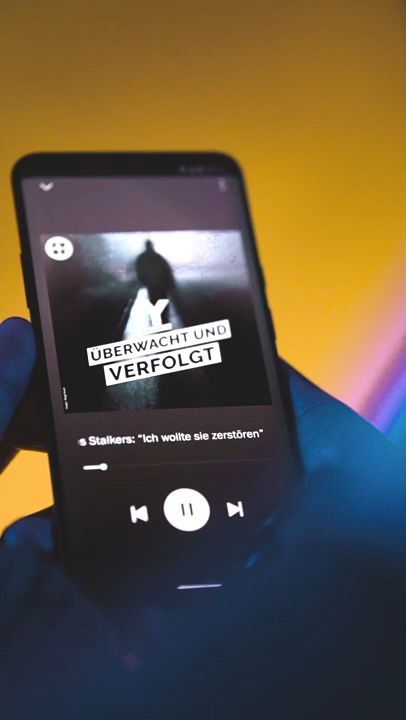 Y
ÜBERWACHT UND
VERFOLGT
s Stalkers: “Ich wollte sie zerstören”